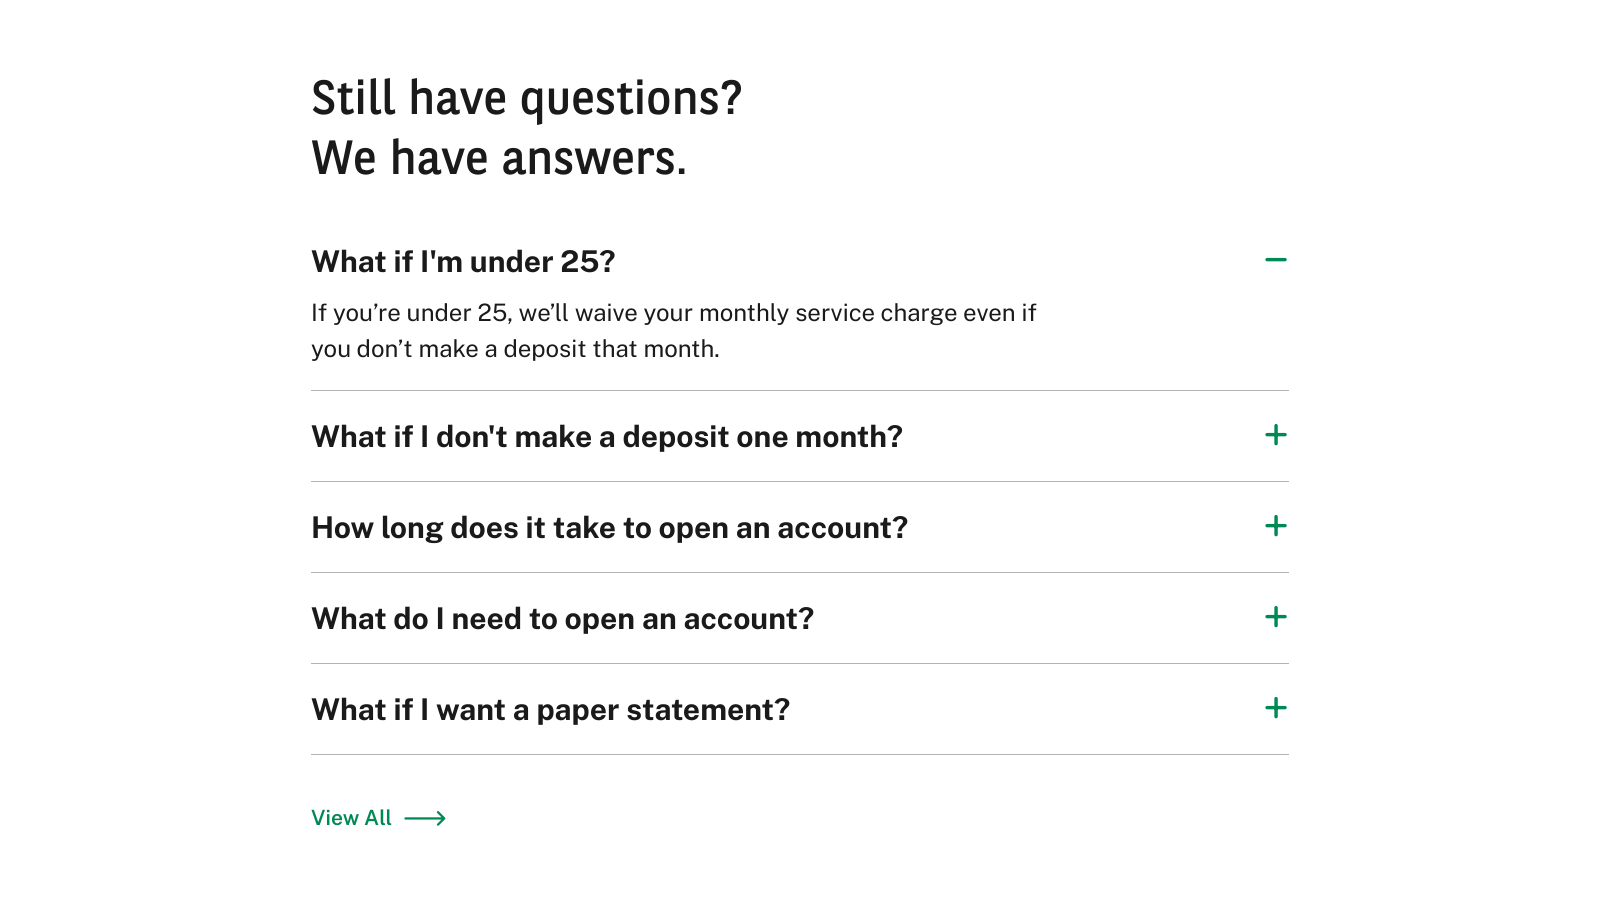 Still have questions?
We have answers.
What if I'm under 25?
If you’re under 25, we’ll waive your monthly service charge even if
you don’t make a deposit that month.
What if I don't make a deposit one month?
How long does it take to open an account?
What do I need to open an account?
What if I want a paper statement?
View All